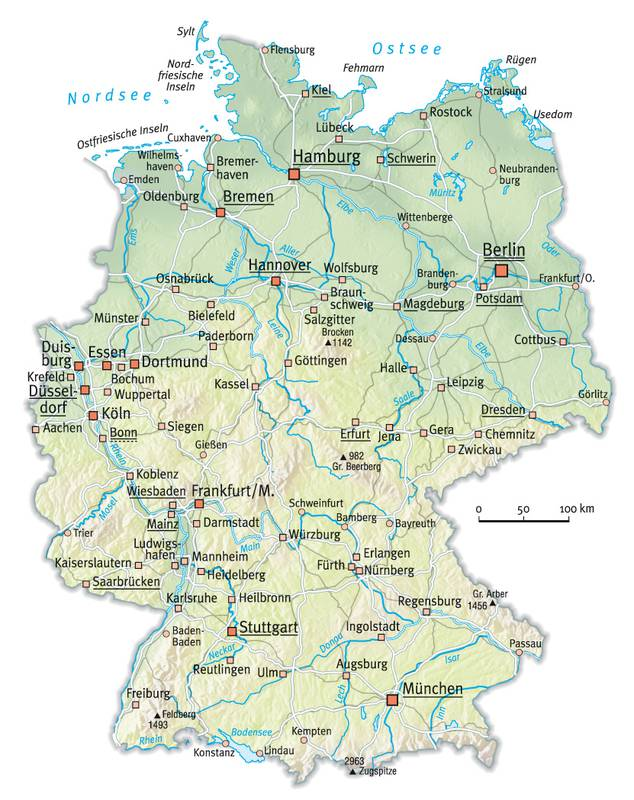 Sylt
Flensburg
Ostsee
Nord-
friesische
Inseln
Fehmarn
Rügen
Kiel
Stralsund
Nordsee
Rostock
Usedom
Lübeck
Ostfriesische Inseln
Cuxhaven
Hamburg
Schwerin
Wilhelms-
haven
Bremer-
haven
Neubranden-
burg
Emden
Müritz
Oldenburg
Bremen
Elbe
Wittenberge
Ems
Weser
Aller
Berlin
Oder
Hannover
Wolfsburg
Osnabrück
Branden-
burg
Frankfurt/O.
Braun-
schweig
Potsdam
Magdeburg
Bielefeld
Salzgitter
Münster
Leine
Brocken
1142
Paderborn
Dessau
Elbe
Cottbus
Duis-
burg
Essen
Dortmund
Göttingen
Halle
Krefeld
Bochum
Kassel
Leipzig
Düssel-
dorf
Wuppertal
Saale
Görlitz
Köln
Dresden
Aachen
Siegen
Erfurt
Jena
Gera
Chemnitz
Bonn
Gießen
Zwickau
Rhein
982
Gr. Beerberg
Koblenz
Wiesbaden
Frankfurt/M.
Mosel
Schweinfurt
0
50
100 km
Mainz
Darmstadt
Bamberg
Bayreuth
Trier
Main
Würzburg
Ludwigs-
hafen
Mannheim
Erlangen
Kaiserslautern
Heidelberg
Fürth
Nürnberg
Saarbrücken
Gr. Arber
1456
Karlsruhe
Heilbronn
Regensburg
Stuttgart
Ingolstadt
Baden-
Baden
Donau
Passau
Neckar
Isar
Reutlingen
Ulm
Augsburg
Freiburg
Lech
München
Feldberg
1493
Inn
Rhein
Bodensee
Kempten
Konstanz
Lindau
2963
Zugspitze